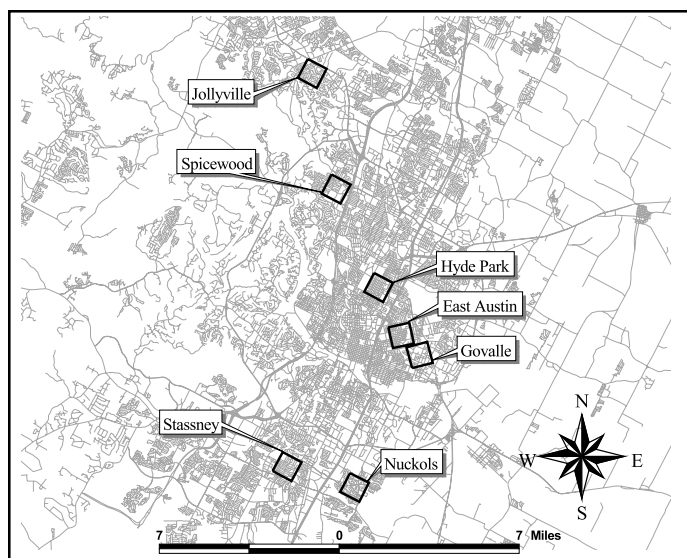 Jollyville
Spicewood
Hyde Park
East Austin
Govalle
Stassney
Nuckols
N
W E
S
7 0 7 Miles